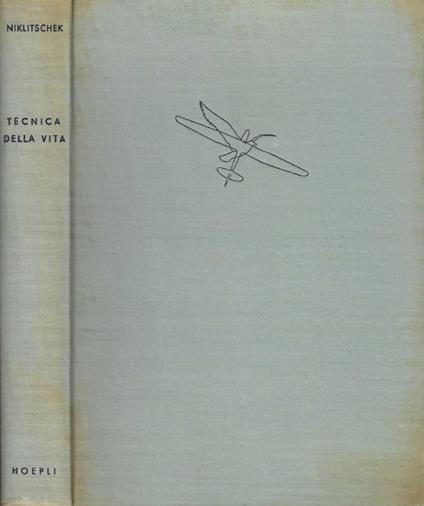 NIKLITSCHEK
TECNICA
DELLA VITA
HOEPLI